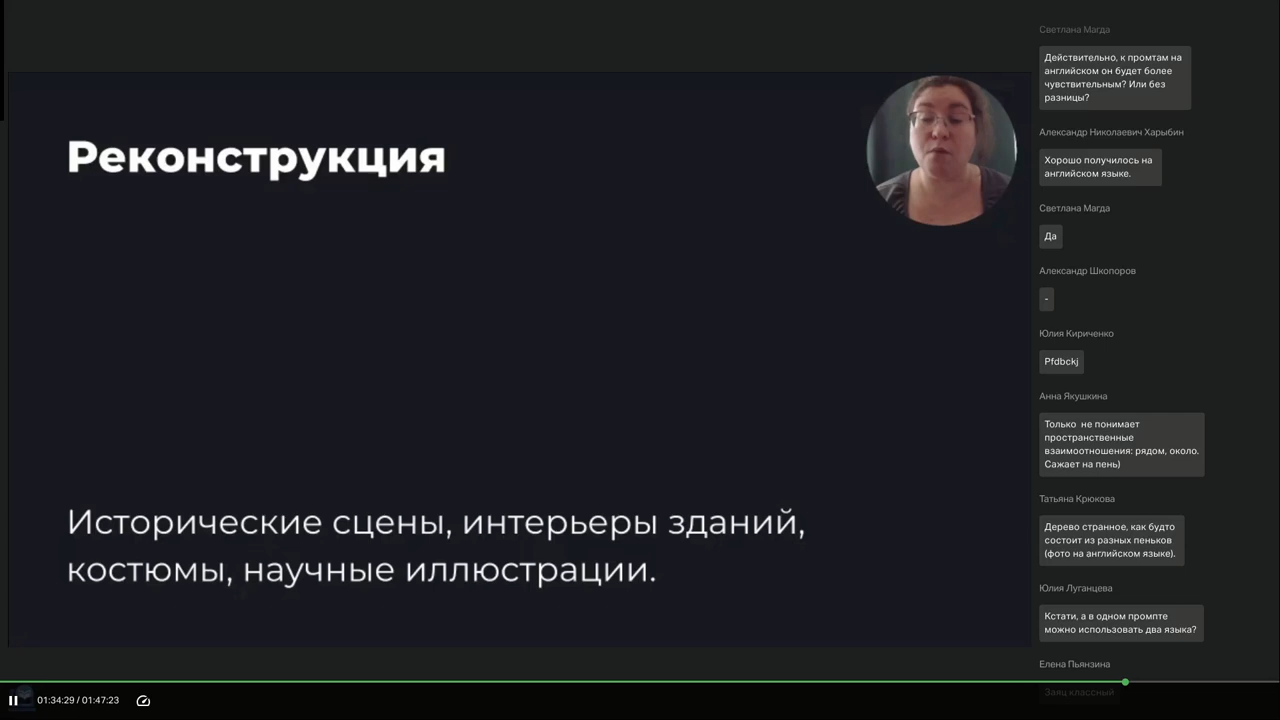 Реконструкция
Исторические сцены, интерьеры зданий,
костюмы, научные иллюстрации.
Светлана Магда
Действительно, к промтам на
английском он будет более
чувствительным? Или без
разницы?
Александр Николаевич Харыбин
Хорошо получилось на
английском языке.
Светлана Магда
Да
Александр Шкопоров
-
Юлия Кириченко
Pfdbckj
Анна Якушкина
Только  не понимает
пространственные
взаимоотношения: рядом, около.
Сажает на пень)
Татьяна Крюкова
Дерево странное, как будто
состоит из разных пеньков
(фото на английском языке).
Юлия Луганцева
Кстати, а в одном промпте
можно использовать два языка?
Елена Пьянзина
Заяц классный
01:34:29 / 01:47:23